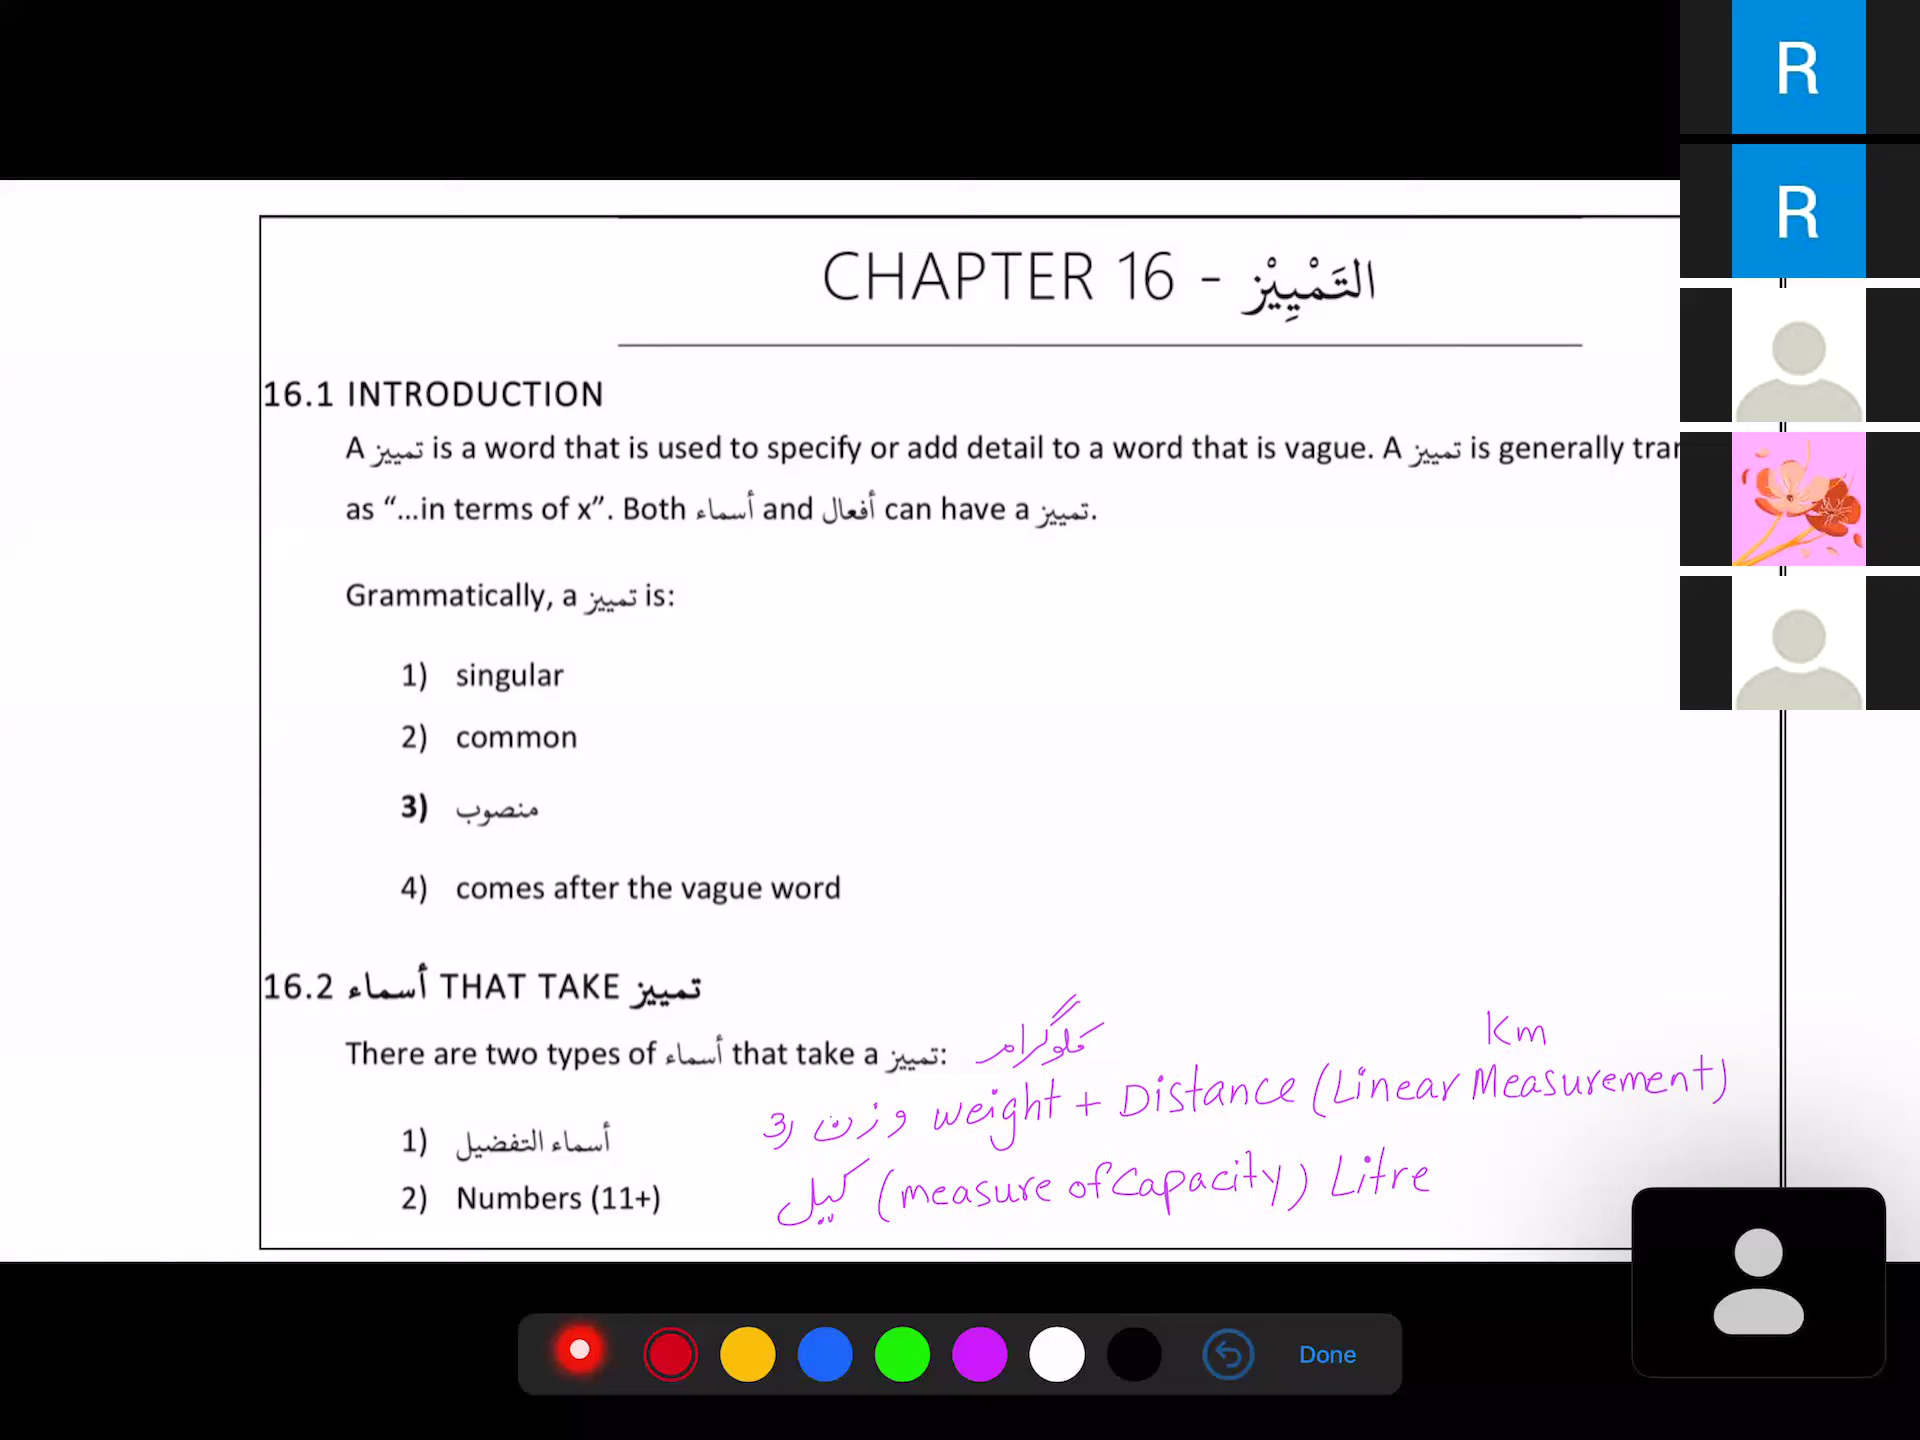 R
R
CHAPTER 16 - التَمْيِيْز
16.1 INTRODUCTION
A تمييز is a word that is used to specify or add detail to a word that is vague. A تمييز is generally
as “…in terms of x”. Both أسماء and أفعال can have a تمييز.
Grammatically, a تمييز is:
1) singular
2) common
3) منصوب
4) comes after the vague word
16.2 أسماء THAT TAKE تمييز
There are two types of أسماء that take a تمييز:
کلوگرام
Km
3) وزن weight + Distance (Linear Measurement)
1) أسماء التفضيل
كيل (measure of Capacity) Litre
2) Numbers (11+)
Done